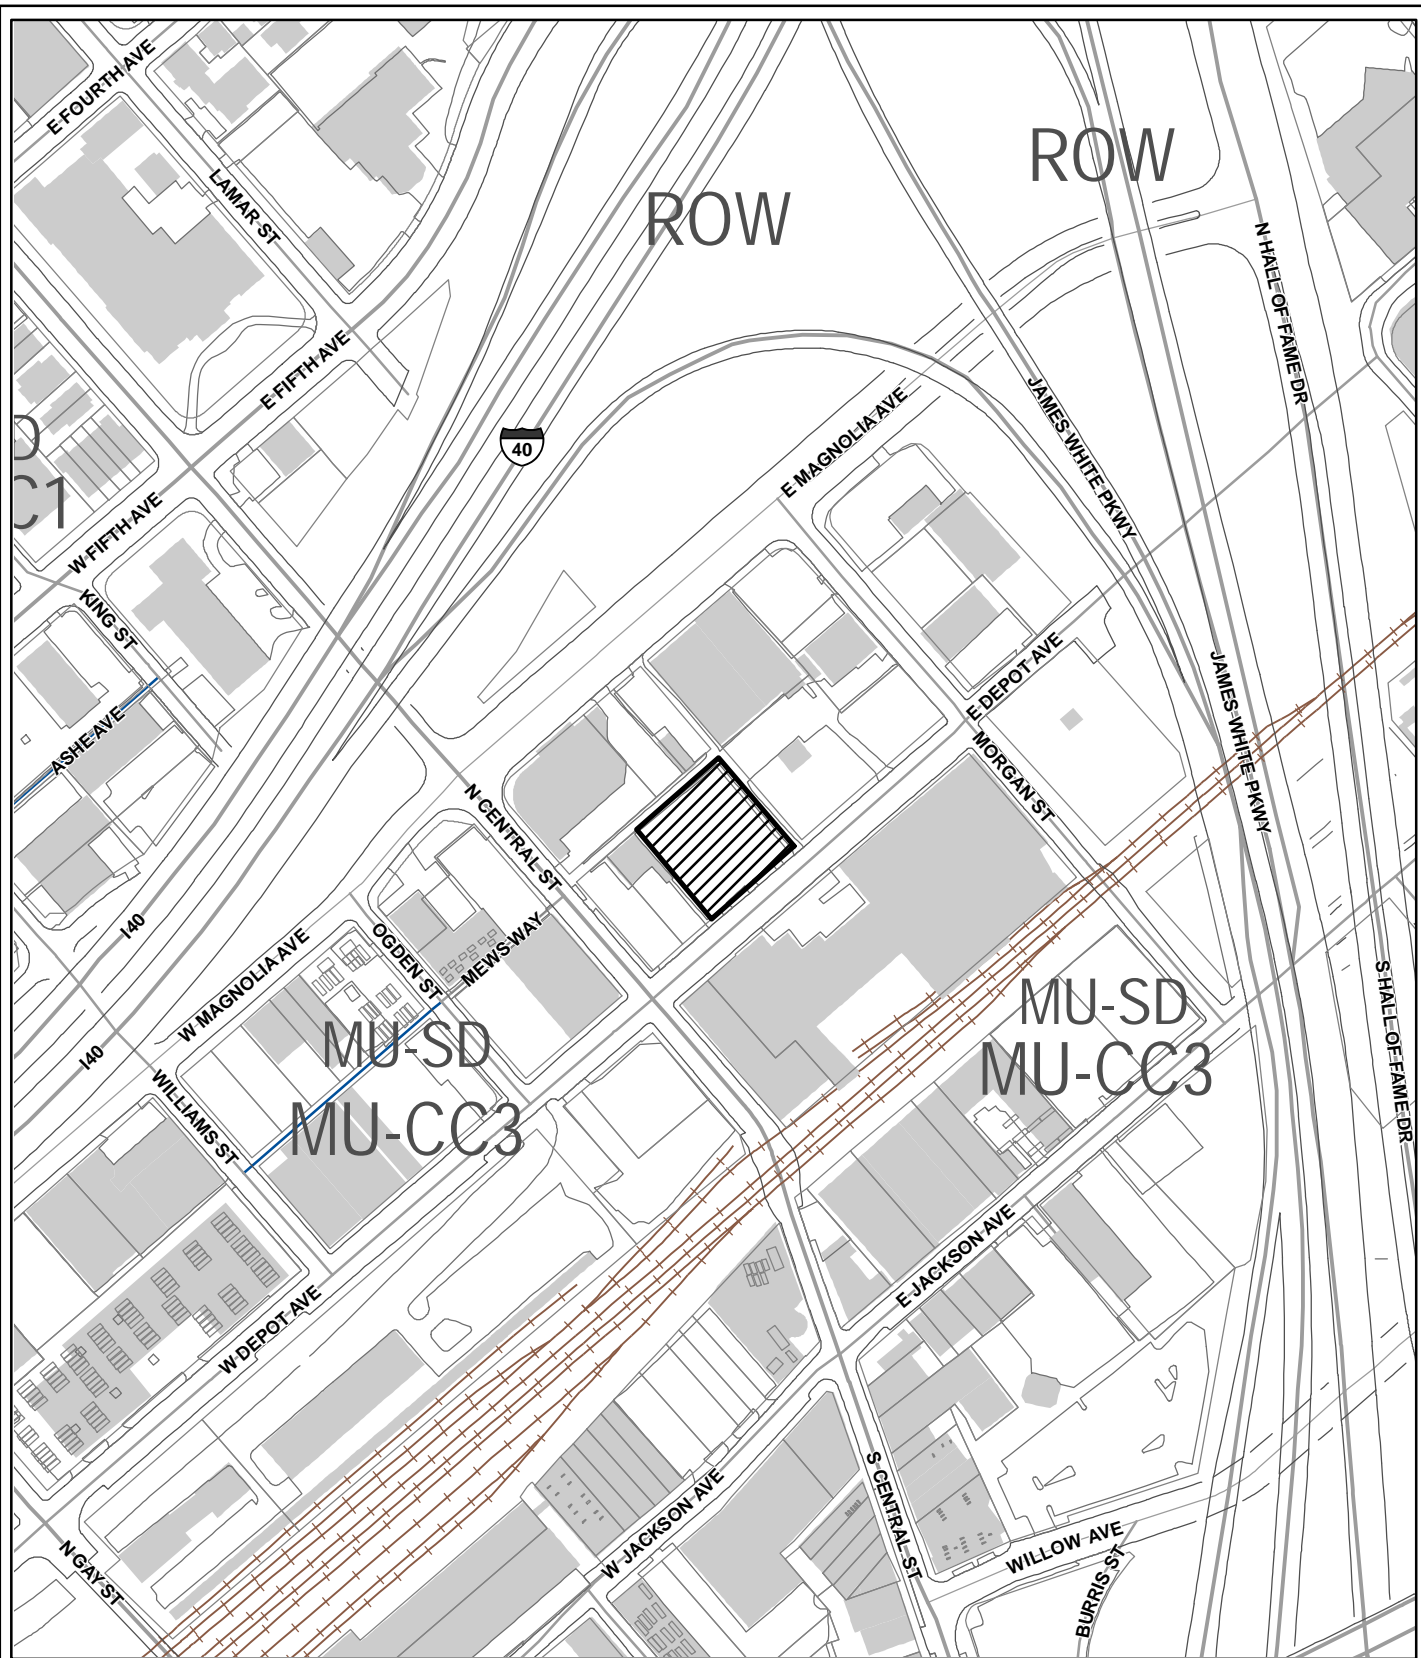 E FOURTH AVE
LAMAR ST
ROW
ROW
N HALL OF FAME DR
E FIFTH AVE
JAMES WHITE PKWY
E MAGNOLIA AVE
D
C1
40
W FIFTH AVE
KING ST
ASHE AVE
E DEPOT AVE
JAMES WHITE PKWY
MORGAN ST
N CENTRAL ST
I40
OGDEN ST
MEWS WAY
W MAGNOLIA AVE
I40
MU-SD
MU-CC3
MU-SD
MU-CC3
S HALL OF FAME DR
WILLIAMS ST
E JACKSON AVE
W DEPOT AVE
W JACKSON AVE
S CENTRAL ST
WILLOW AVE
BURRIS ST
N GAY ST